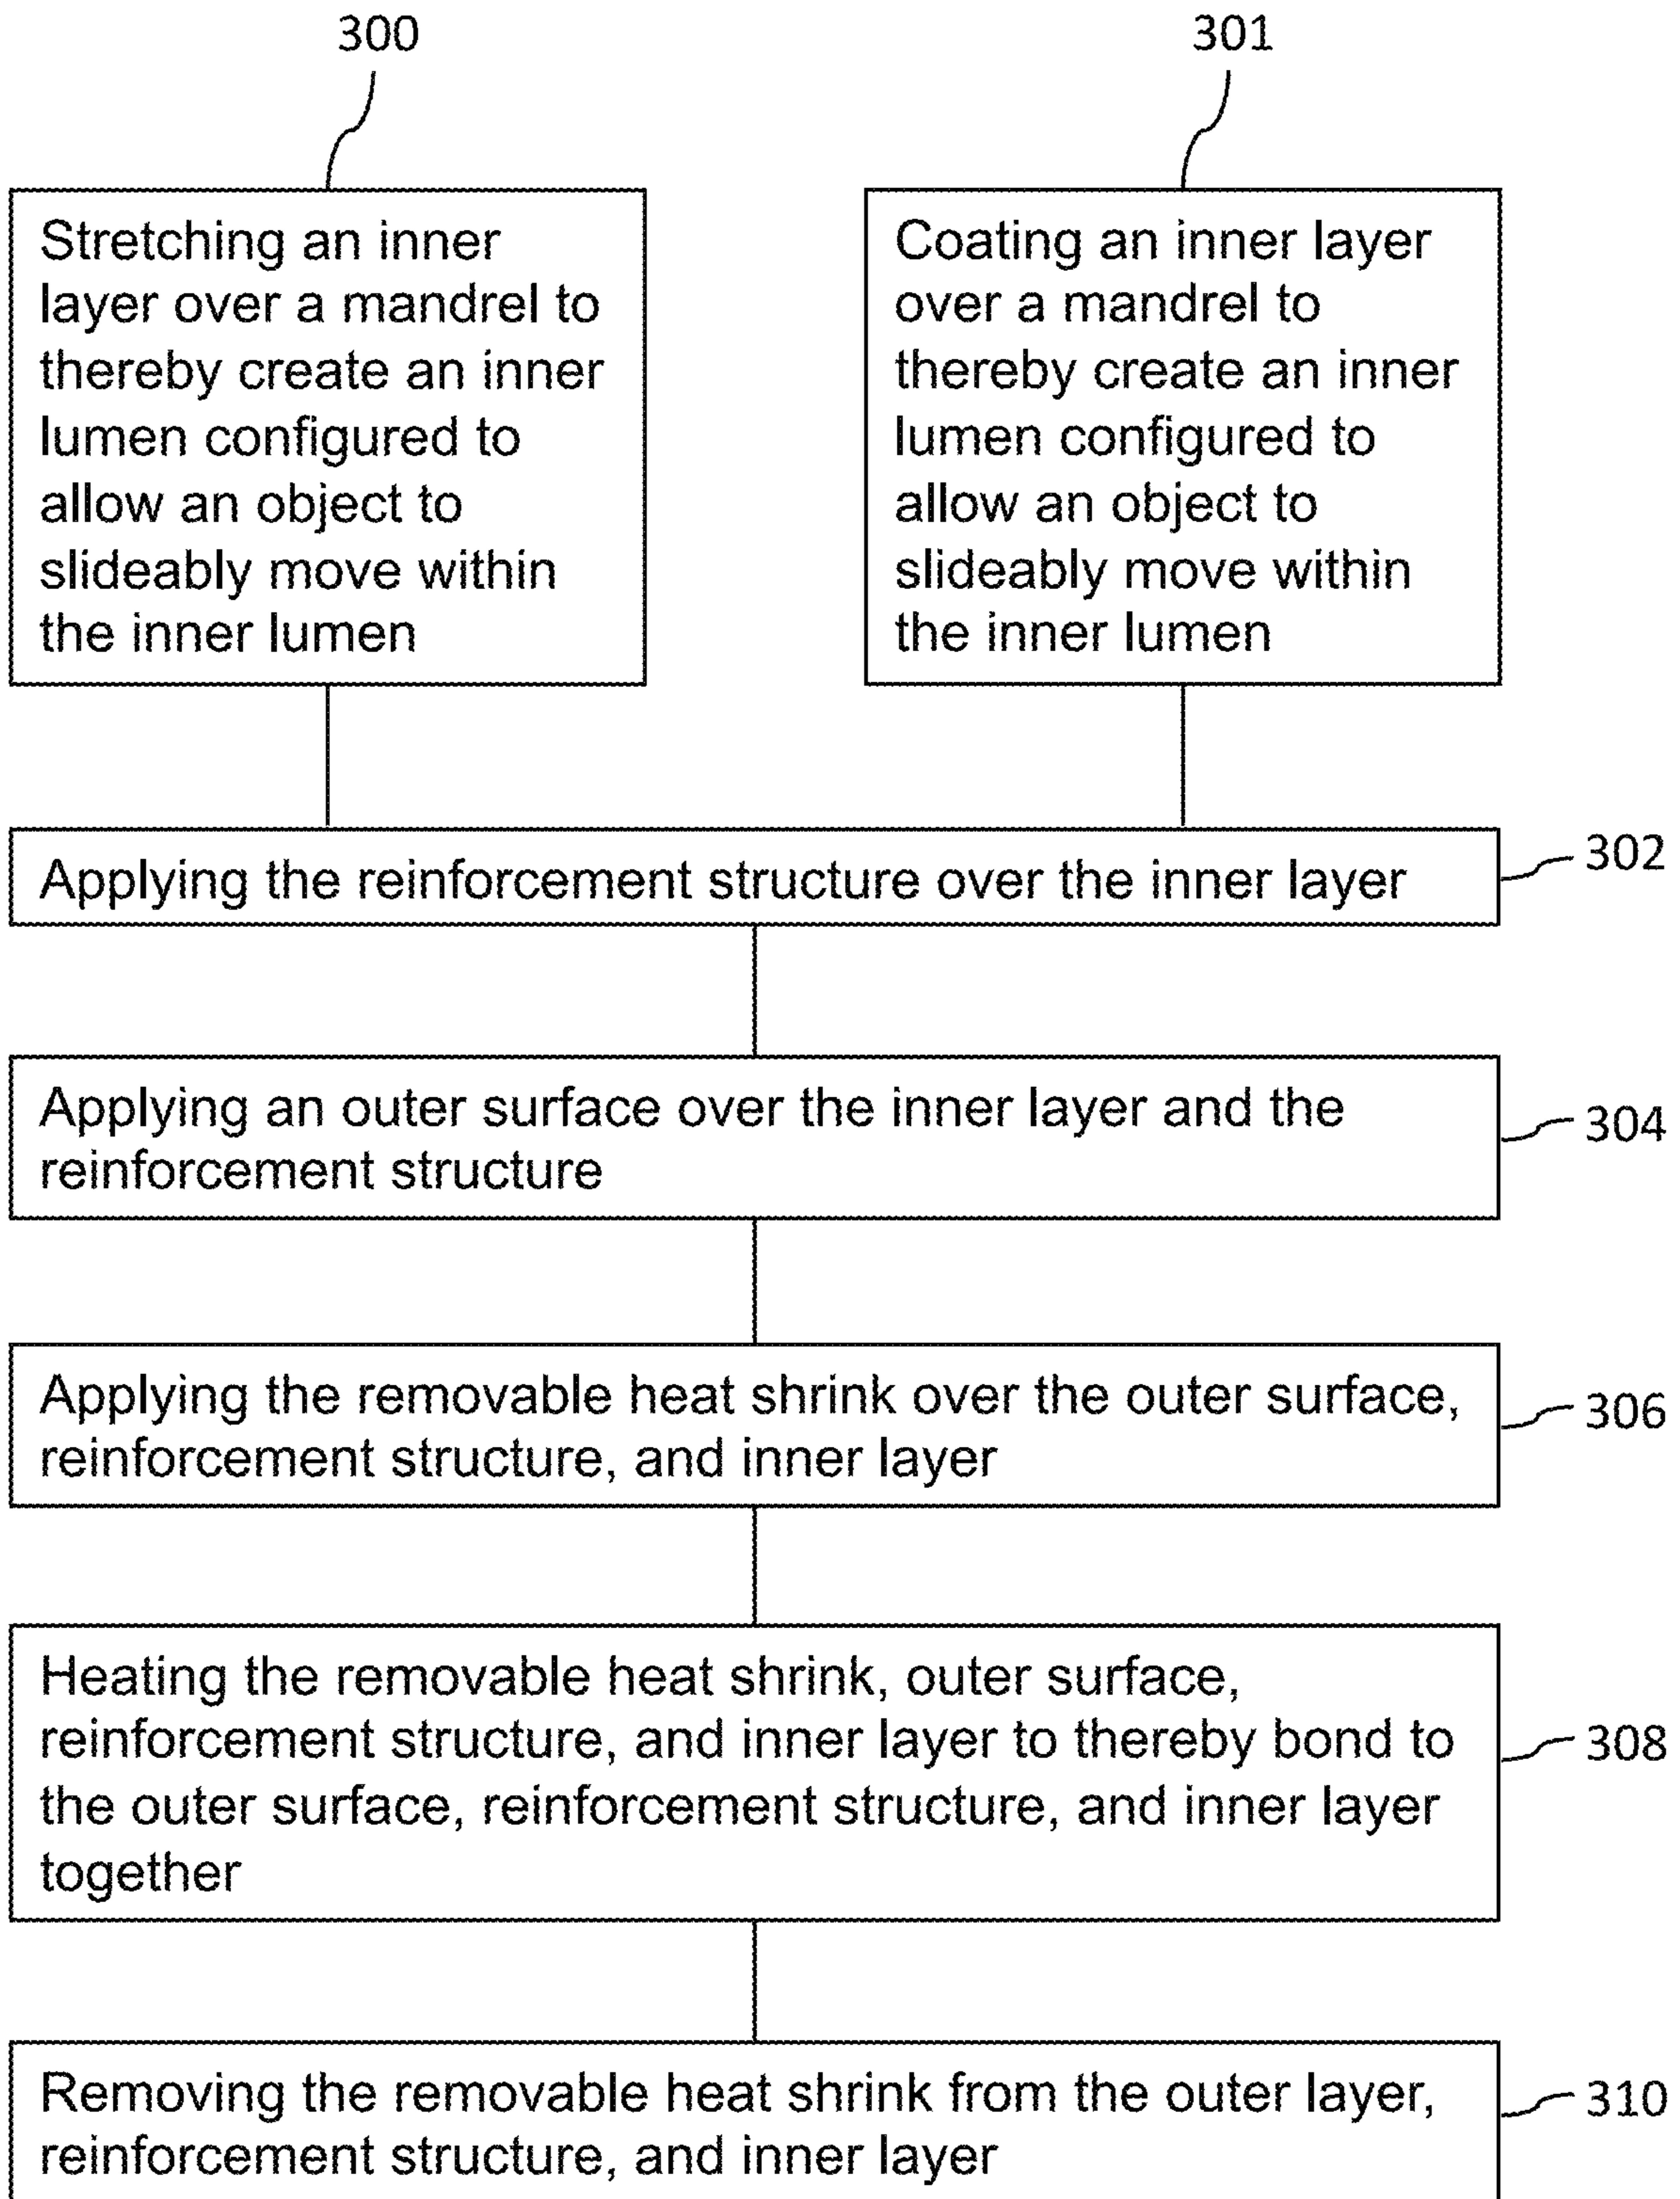 300
301
Stretching an inner
layer over a mandrel to
thereby create an inner
lumen configured to
allow an object to
slideably move within
the inner lumen
Coating an inner layer
over a mandrel to
thereby create an inner
lumen configured to
allow an object to
slideably move within
the inner lumen
Applying the reinforcement structure over the inner layer
302
Applying an outer surface over the inner layer and the
reinforcement structure
304
Applying the removable heat shrink over the outer surface,
reinforcement structure, and inner layer
306
Heating the removable heat shrink, outer surface,
reinforcement structure, and inner layer to thereby bond to
the outer surface, reinforcement structure, and inner layer
together
308
Removing the removable heat shrink from the outer layer,
reinforcement structure, and inner layer
310